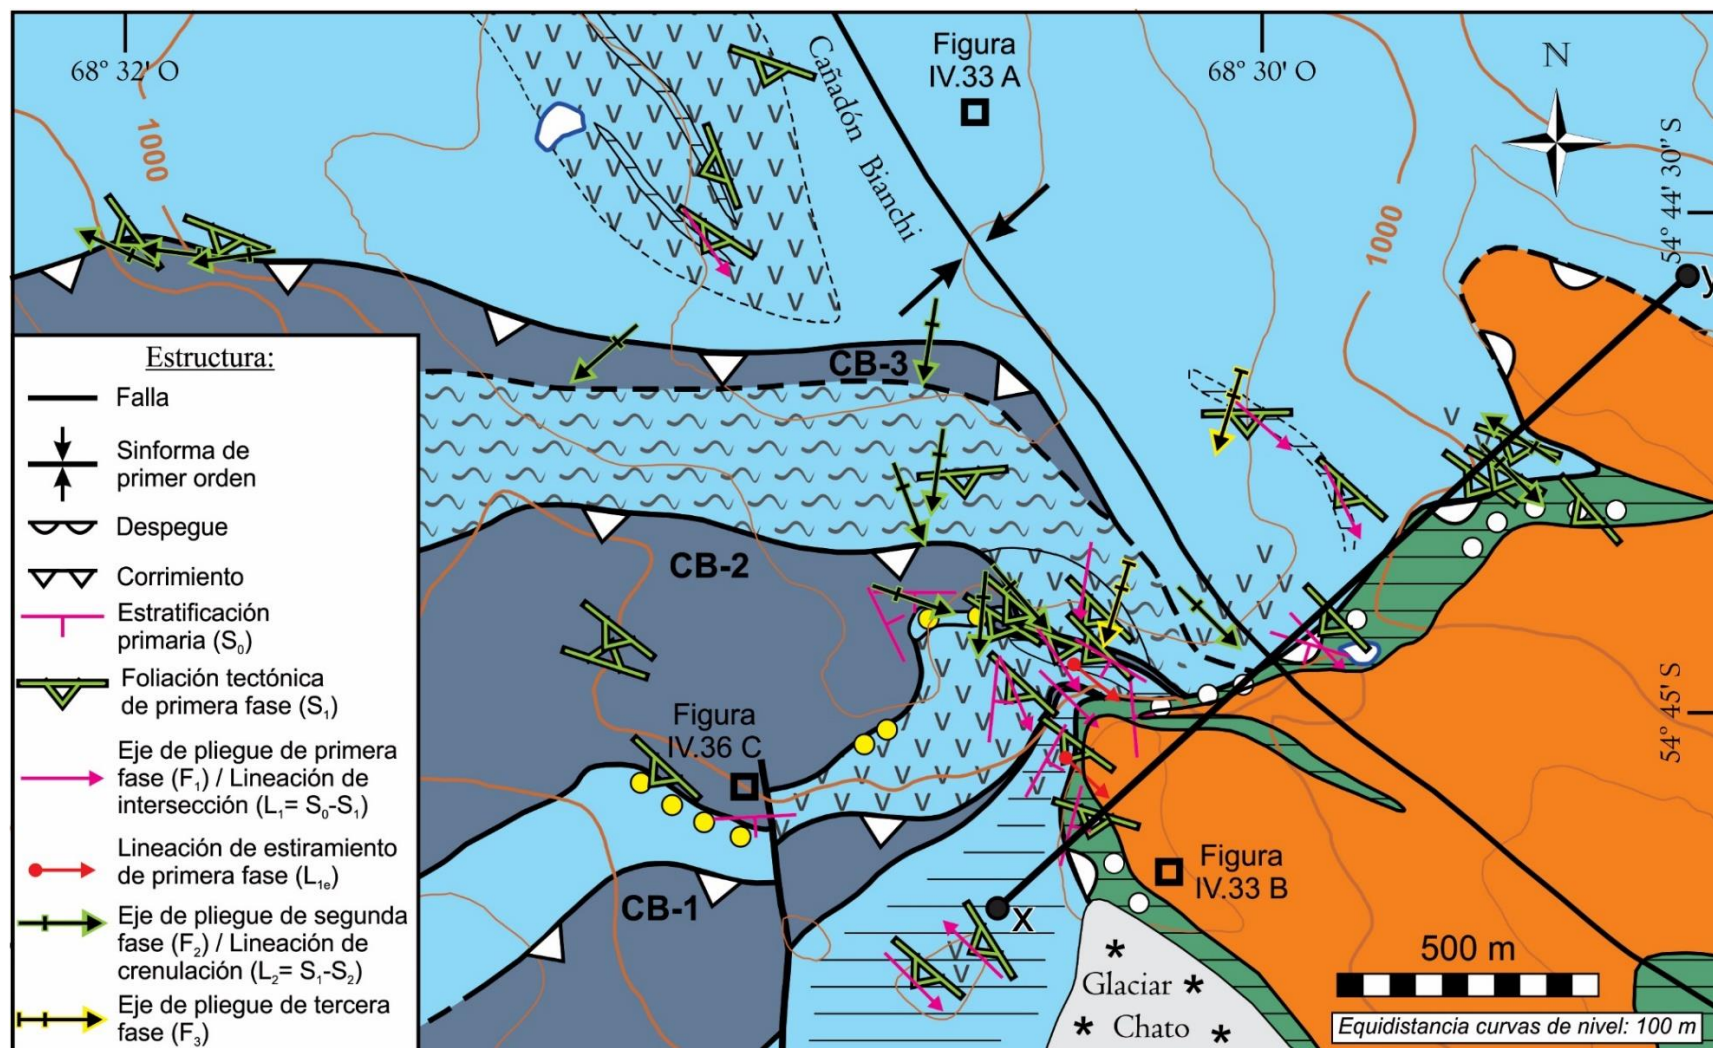 68° 32' O
Cañadón Bianchi
Figura
IV.33 A
68° 30' O
N
1000
1000
54° 44' 30" S
y
CB-3
CB-2
Figura
IV.36 C
54° 45' S
CB-1
Figura
IV.33 B
x
Glaciar
Chato
500 m
Equidistancia curvas de nivel: 100 m
Estructura:
Falla
Sinforma de
primer orden
Despegue
Corrimiento
Estratificación
primaria (S0)
Foliación tectónica
de primera fase (S1)
Eje de pliegue de primera
fase (F1) / Lineación de
intersección (L1= S0-S1)
Lineación de estiramiento
de primera fase (L1e)
Eje de pliegue de segunda
fase (F2) / Lineación de
crenulación (L2= S1-S2)
Eje de pliegue de tercera
fase (F3)